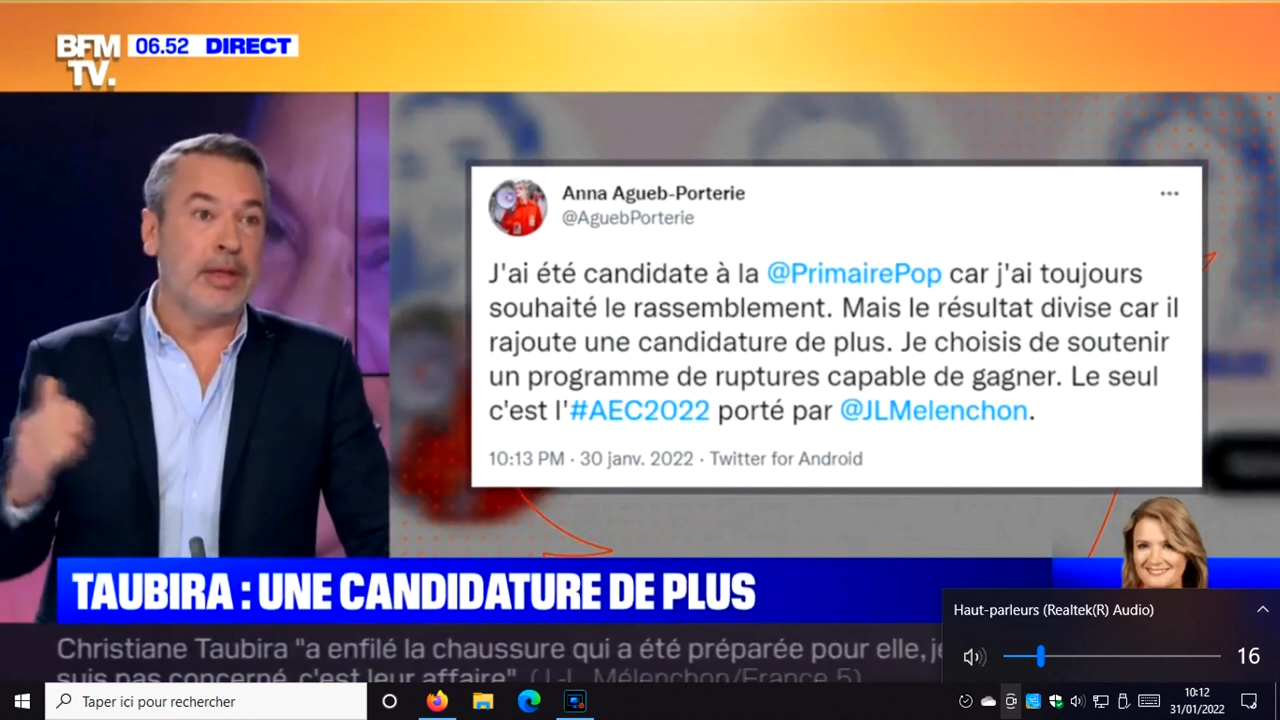 BFM
TV.
06.52 DIRECT
Anna Agueb-Porterie
@AguebPorterie
J'ai été candidate à la @PrimairePop car j'ai toujours
souhaité le rassemblement. Mais le résultat divise car il
rajoute une candidature de plus. Je choisis de soutenir
un programme de ruptures capable de gagner. Le seul
c'est l'#AEC2022 porté par @JLMelenchon.
10:13 PM · 30 janv. 2022 · Twitter for Android
TAUBIRA : UNE CANDIDATURE DE PLUS
Christiane Taubira "a enfilé la chaussure qui a été préparée pour elle, je
suis pas concerné, c'est leur affaire" (J-L. Mélenchon/France 5)
Haut-parleurs (Realtek(R) Audio)
16
Taper ici pour rechercher
10:12
31/01/2022